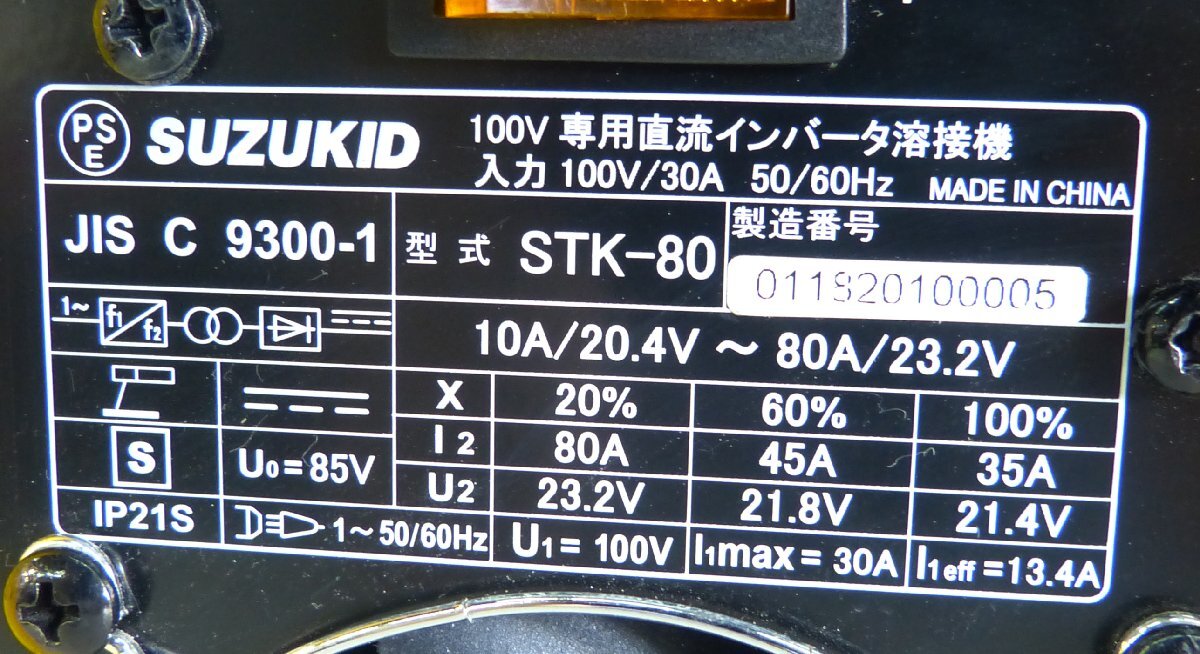 PSE SUZUKID 100V 専用直流インバータ溶接機
入力 100V/30A 50/60Hz MADE IN CHINA
JIS C 9300-1 型式 STK-80 製造番号
011820100005
1~ f1/f2
10A/20.4V ~ 80A/23.2V
X 20% 60% 100%
I2 80A 45A 35A
S U0=85V U2 23.2V 21.8V 21.4V
IP21S 1~50/60Hz U1=100V I1max=30A I1eff=13.4A